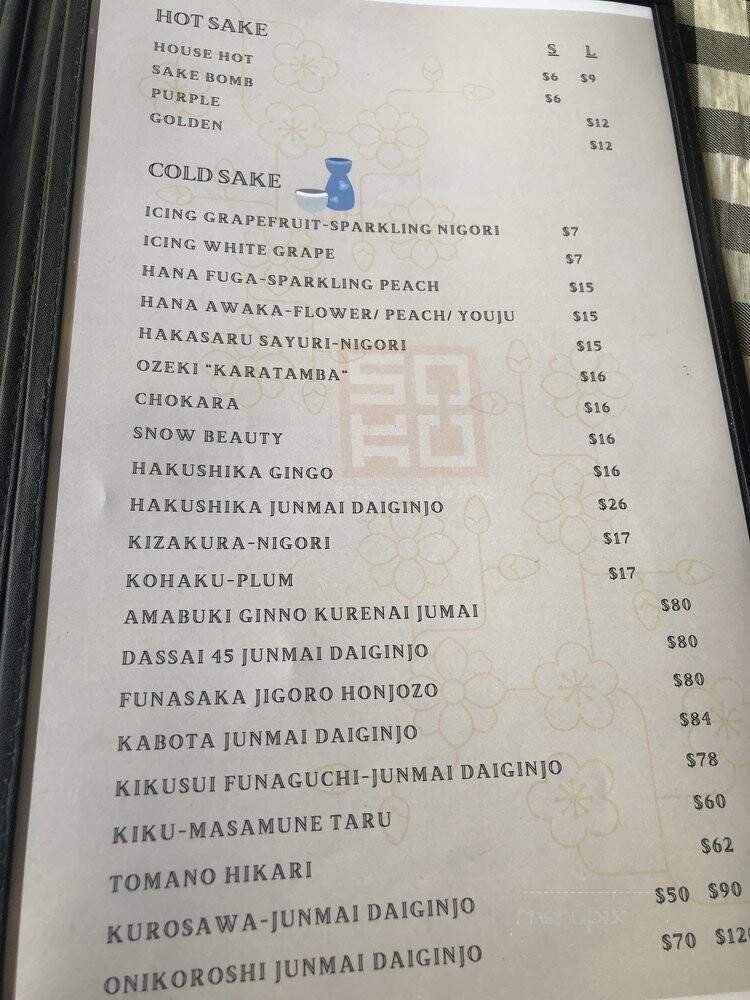 HOT SAKE
S L
HOUSE HOT $6 $9
SAKE BOMB $6
PURPLE $12
GOLDEN $12
COLD SAKE
ICING GRAPEFRUIT-SPARKLING NIGORI $7
ICING WHITE GRAPE $7
HANA FUGA-SPARKLING PEACH $15
HANA AWAKA-FLOWER/ PEACH/ YOUJU $15
HAKASARU SAYURI-NIGORI $15
OZEKI "KARATAMBA" $16
CHOKARA $16
SNOW BEAUTY $16
HAKUSHIKA GINGO $16
HAKUSHIKA JUNMAI DAIGINJO $26
KIZAKURA-NIGORI $17
KOHAKU-PLUM $17
AMABUKI GINNO KURENAI JUMAI $80
DASSAI 45 JUNMAI DAIGINJO $80
FUNASAKA JIGORO HONJOZO $80
KABOTA JUNMAI DAIGINJO $84
KIKUSUI FUNAGUCHI-JUNMAI DAIGINJO $78
KIKU-MASAMUNE TARU $60
TOMANO HIKARI $62
KUROSAWA-JUNMAI DAIGINJO $50 $90
ONIKOROSHI JUNMAI DAIGINJO $70 $120
SO
KU